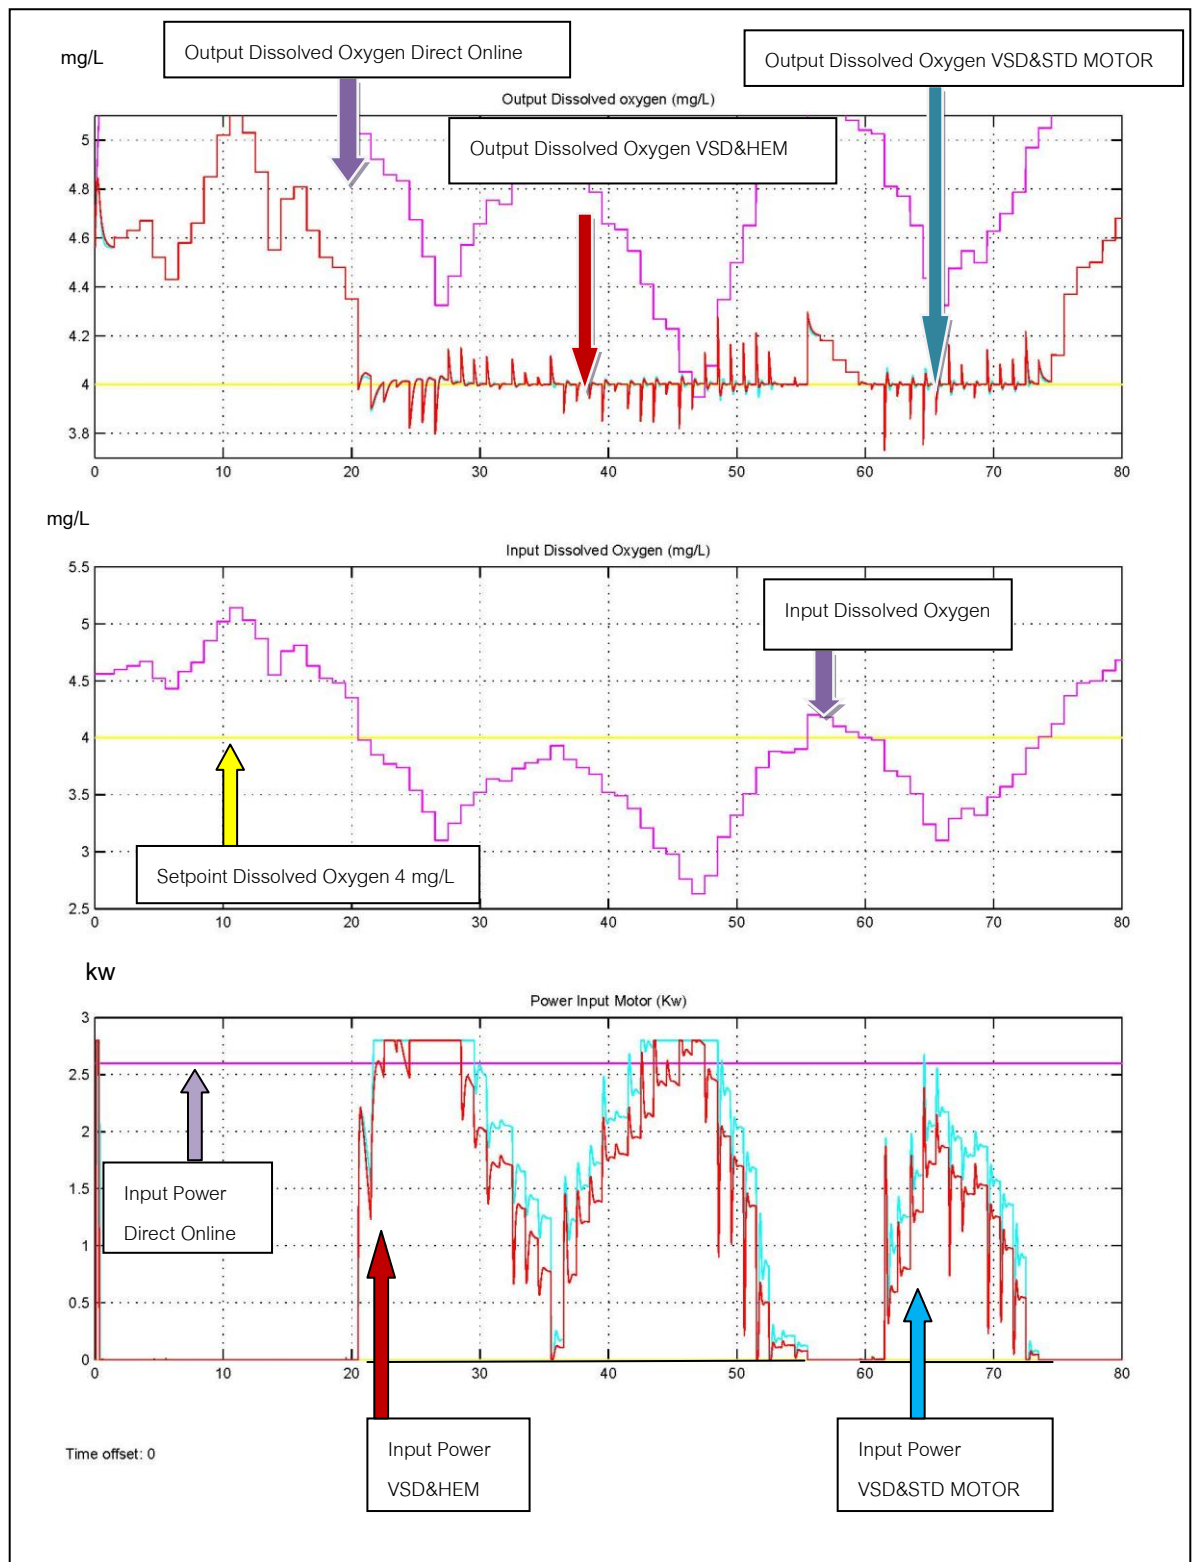 mg/L
Output Dissolved Oxygen Direct Online
Output Dissolved Oxygen VSD&STD MOTOR
Output Dissolved oxygen (mg/L)
Output Dissolved Oxygen VSD&HEM
5
4.8
4.6
4.4
4.2
4
3.8
0 10 20 30 40 50 60 70 80
mg/L
Input Dissolved Oxygen (mg/L)
Input Dissolved Oxygen
5.5
5
4.5
4
3.5
3
2.5
Setpoint Dissolved Oxygen 4 mg/L
0 10 20 30 40 50 60 70 80
kw
Power Input Motor (Kw)
3
2.5
2
1.5
1
0.5
0
Input Power
Direct Online
0 10 20 30 40 50 60 70 80
Time offset: 0
Input Power
VSD&HEM
Input Power
VSD&STD MOTOR